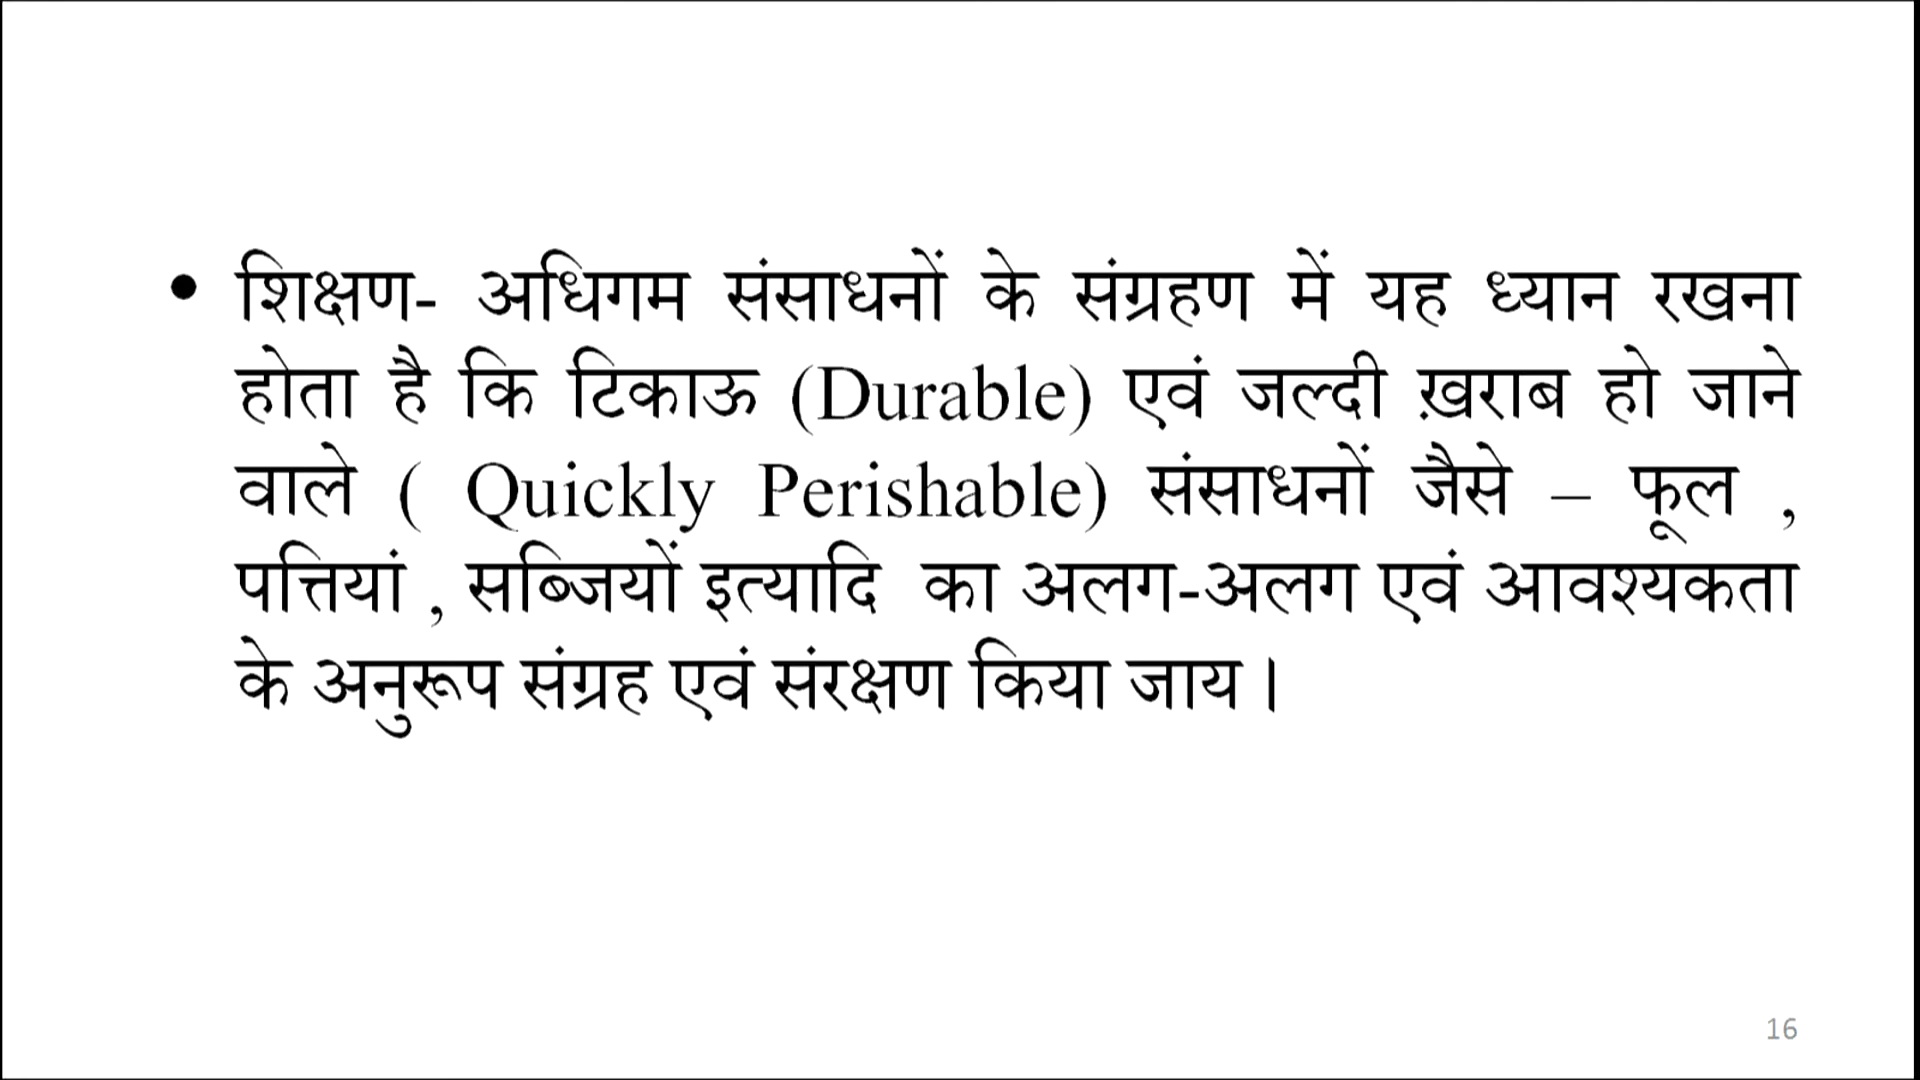 • शिक्षण- अधिगम संसाधनों के संग्रहण में यह ध्यान रखना
होता है कि टिकाऊ (Durable) एवं जल्दी ख़राब हो जाने
वाले ( Quickly Perishable) संसाधनों जैसे – फूल ,
पत्तियां , सब्जियों इत्यादि का अलग-अलग एवं आवश्यकता
के अनुरूप संग्रह एवं संरक्षण किया जाय ।
16